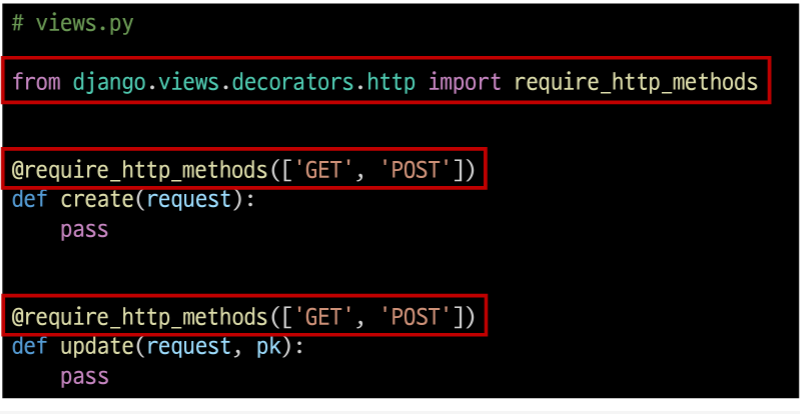 # views.py
from django.views.decorators.http import require_http_methods
@require_http_methods(['GET', 'POST'])
def create(request):
    pass
@require_http_methods(['GET', 'POST'])
def update(request, pk):
    pass